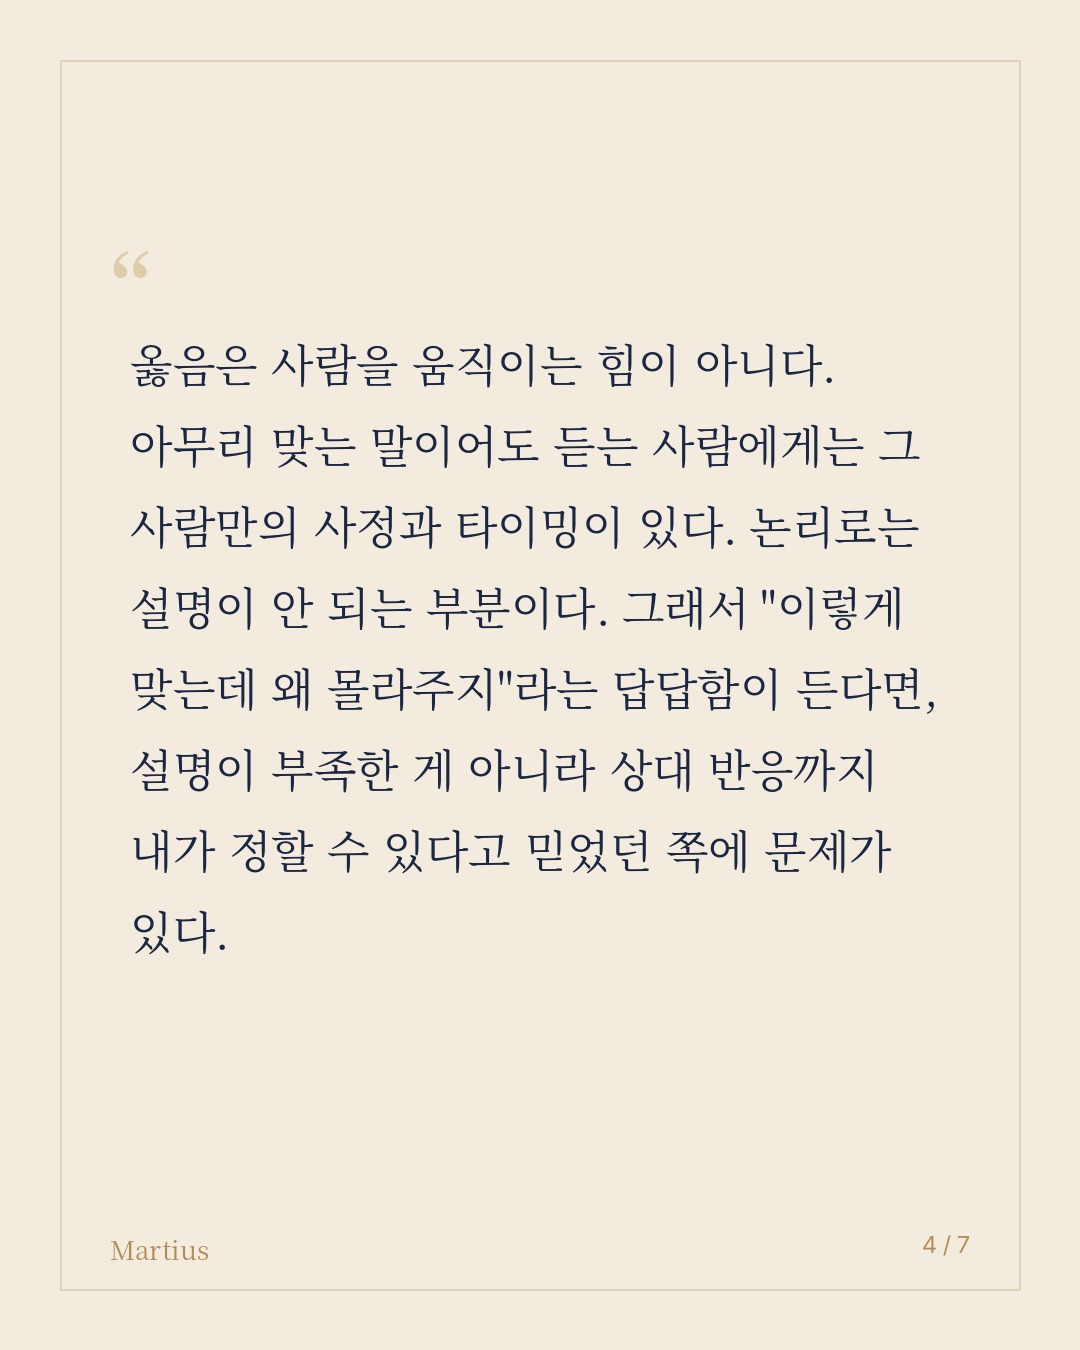 “
옳음은 사람을 움직이는 힘이 아니다.
아무리 맞는 말이어도 듣는 사람에게는 그
사람만의 사정과 타이밍이 있다. 논리로는
설명이 안 되는 부분이다. 그래서 "이렇게
맞는데 왜 몰라주지"라는 답답함이 든다면,
설명이 부족한 게 아니라 상대 반응까지
내가 정할 수 있다고 믿었던 쪽에 문제가
있다.
Martius
4 / 7